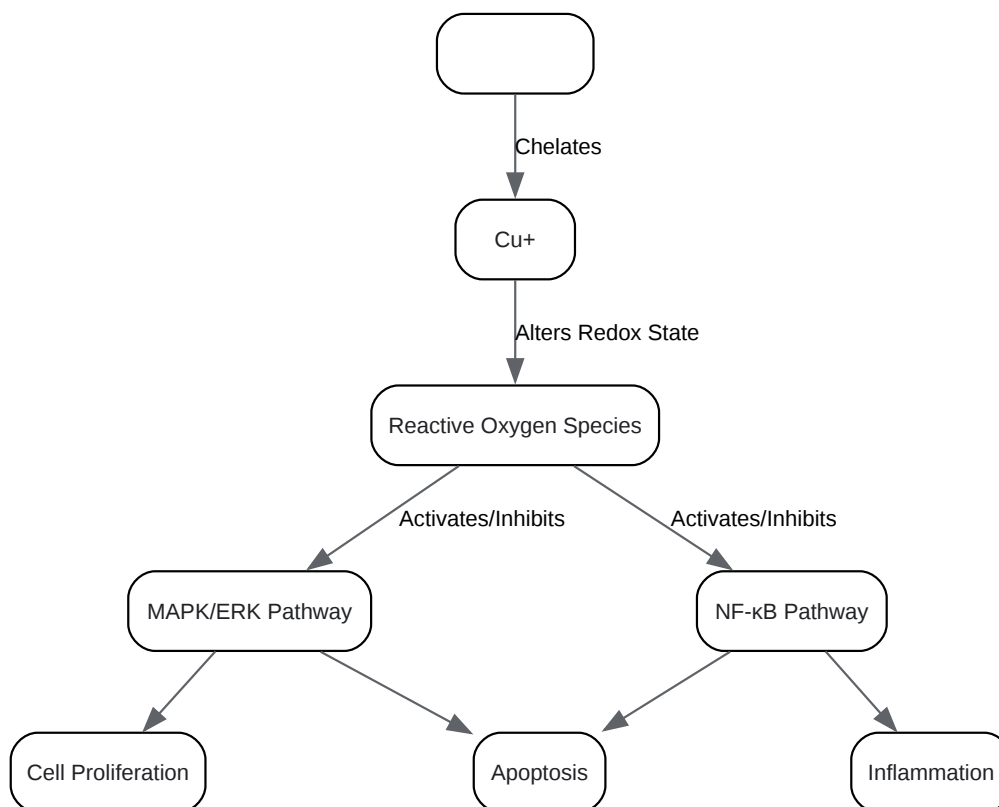 Chelates
Cu+
Alters Redox State
Reactive Oxygen Species
Activates/Inhibits
Activates/Inhibits
MAPK/ERK Pathway
NF-κB Pathway
Cell Proliferation
Apoptosis
Inflammation